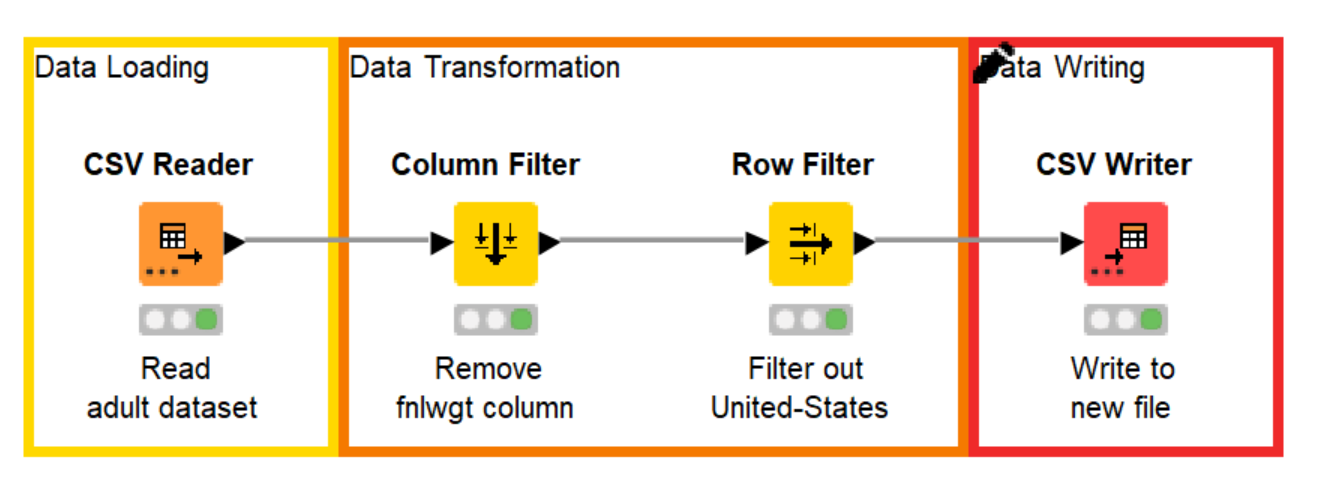 Data Loading
Data Transformation
Data Writing
CSV Reader
Column Filter
Row Filter
CSV Writer
Read
adult dataset
Remove
fnlwgt column
Filter out
United-States
Write to
new file